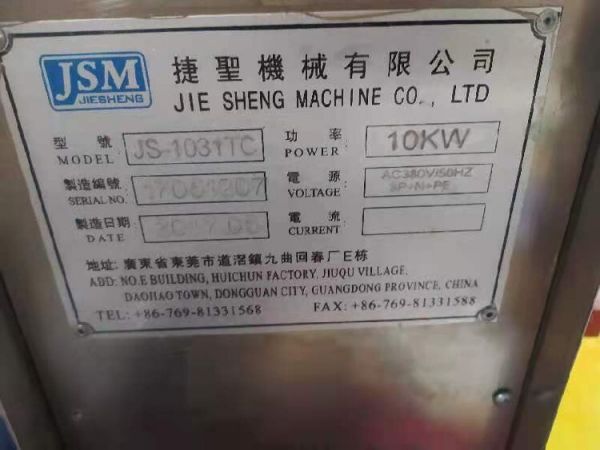 JSM
JIESHENG
捷聖機械有限公司
JIE SHENG MACHINE CO., LTD
型號 MODEL JS-1031TC 功率 POWER 10KW
製造編號 SERIAL NO. 電源 VOLTAGE AC380V/50HZ 3P+N+PE
製造日期 DATE 2017.05 電流 CURRENT
地址: 廣東省東莞市道滘鎮九曲回春厂E栋
ADD: NO.E BUILDING, HUICHUN FACTORY, JIUQU VILLAGE,
DAOJIAO TOWN, DONGGUAN CITY, GUANGDONG PROVINCE, CHINA
TEL: +86-769-81331568 FAX: +86-769-81331588